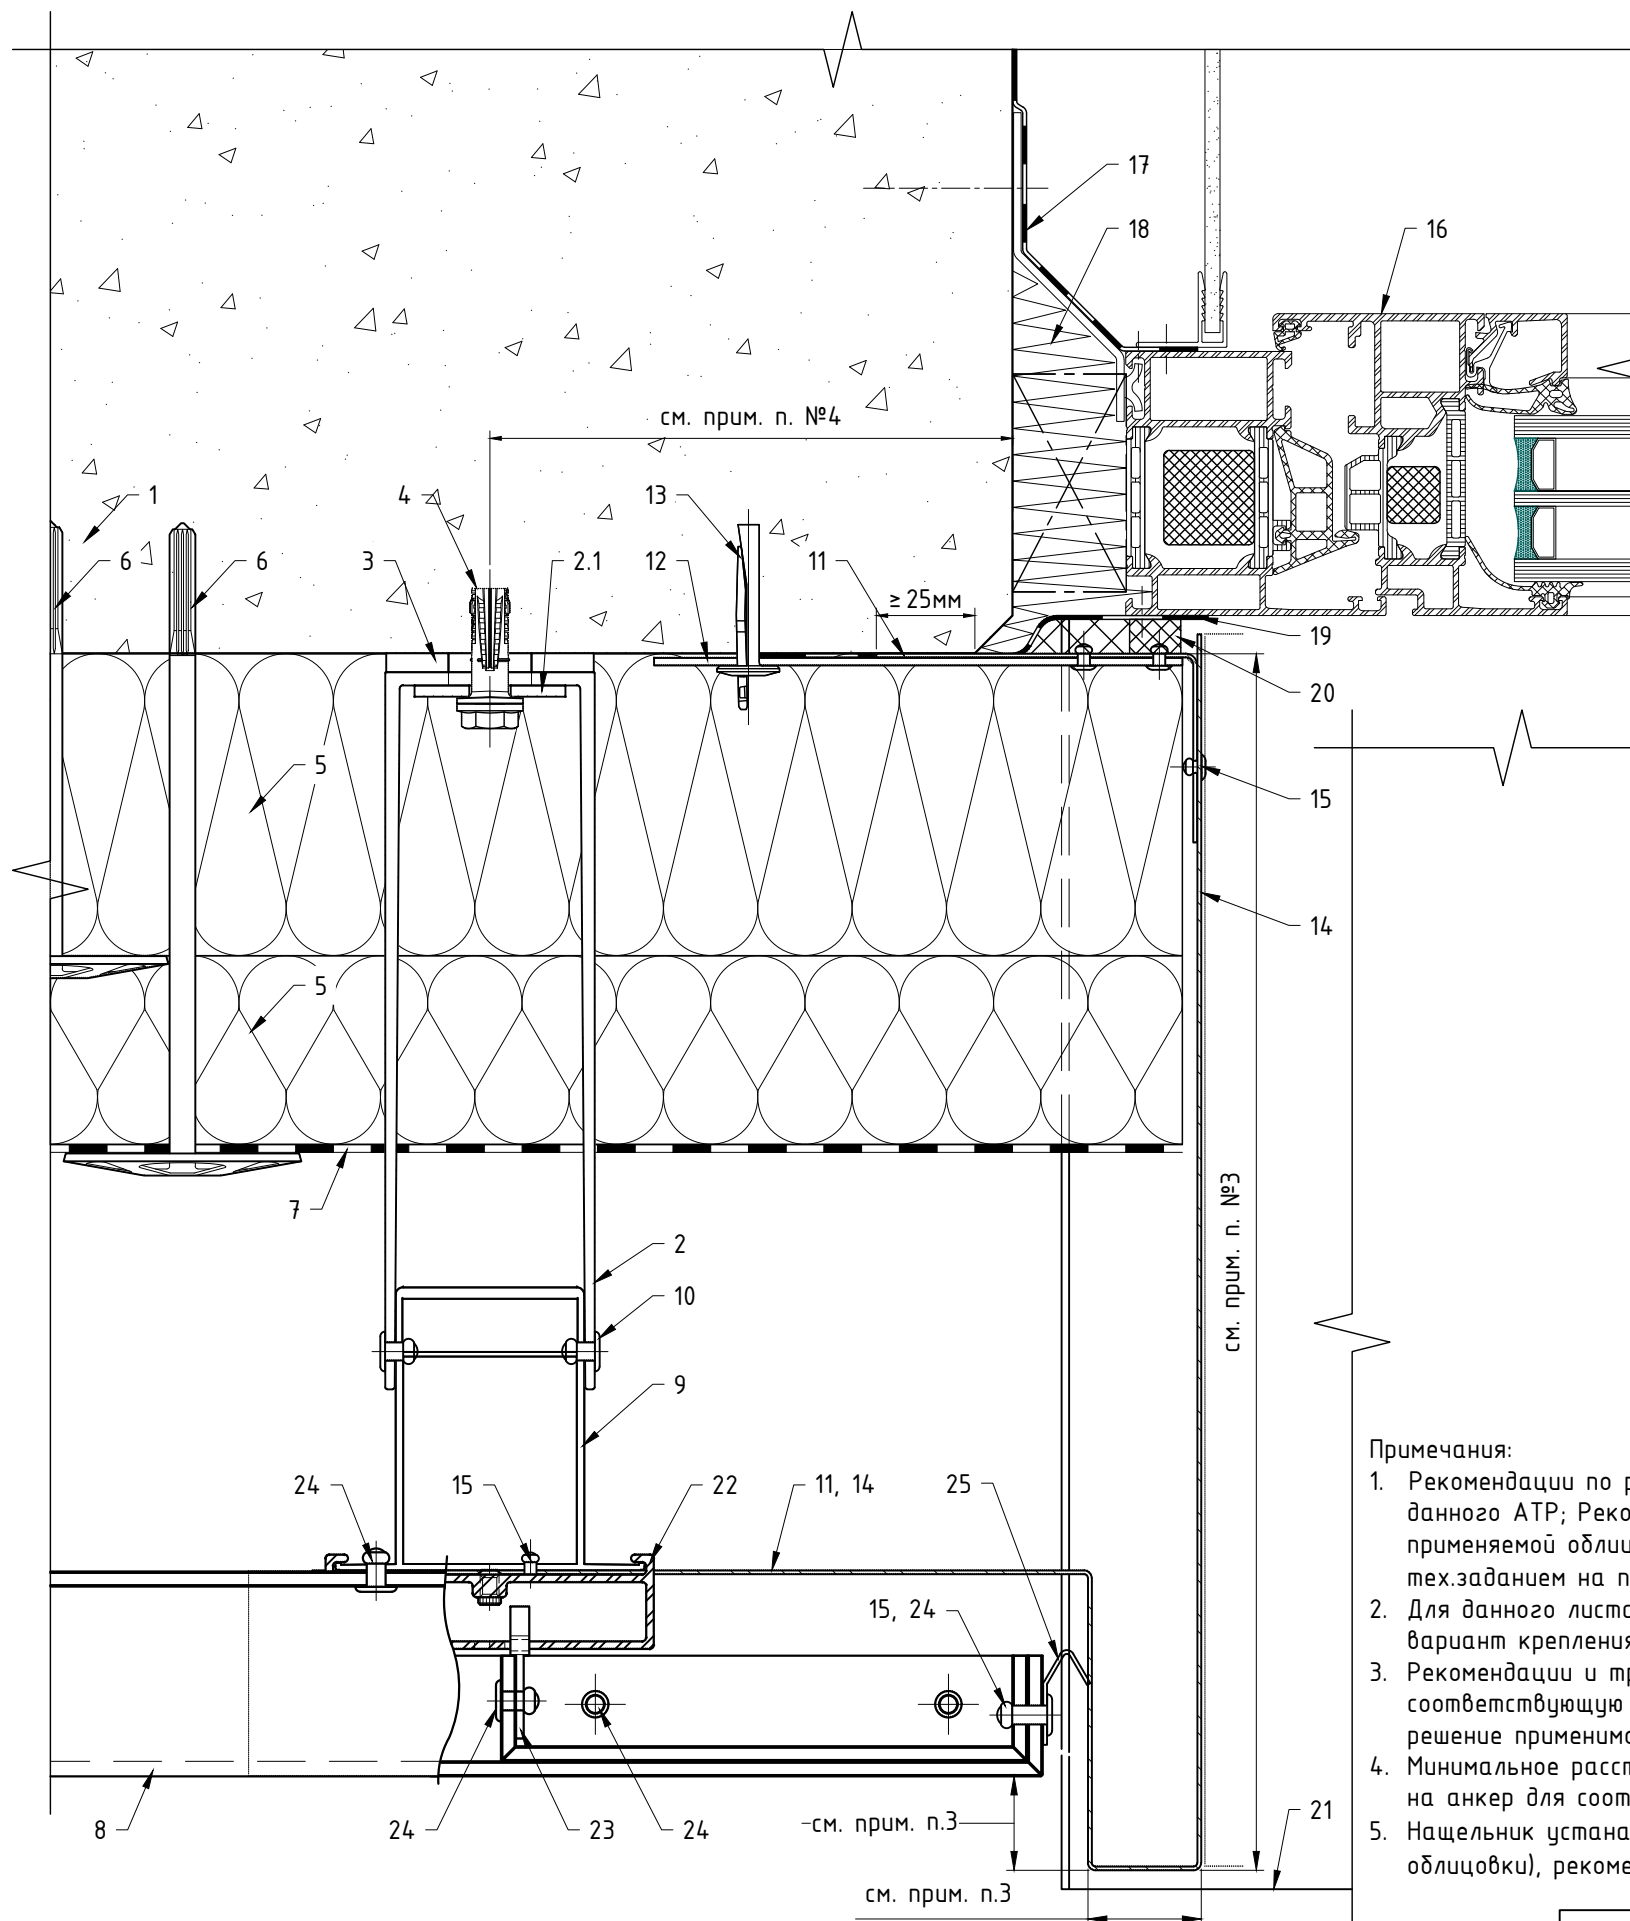 17
18
16
см. прим. п. №4
1
4
13
6
6
3
2.1
12
11
≥ 25мм
19
20
5
15
14
5
7
см. прим. п. №3
2
10
9
24
15
22
11, 14
25
15, 24
8
24
23
24
см. прим. п.3
21
см. прим. п.3
Примечания:
1. Рекомендации по р
данного АТР; Реко
применяемой облиц
тех.заданием на п
2. Для данного листа
вариант крепления
3. Рекомендации и тр
соответствующую
решение применимо
4. Минимальное расст
на анкер для соот
5. Нащельник устана
облицовки), рекоме